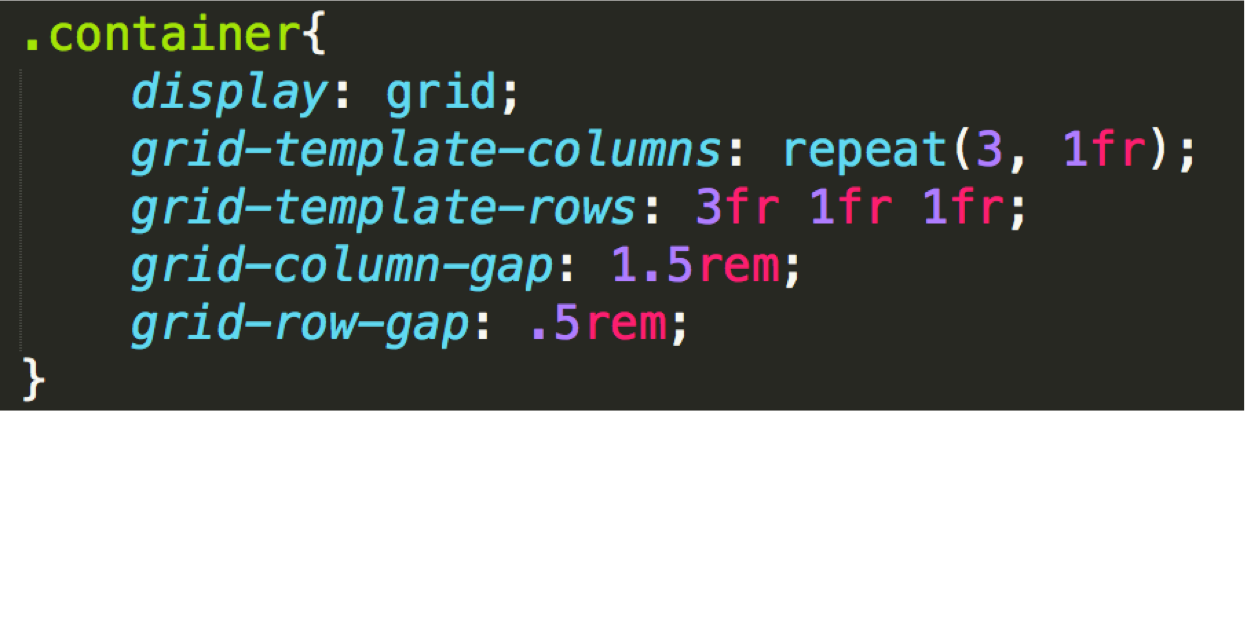 .container{
    display: grid;
    grid-template-columns: repeat(3, 1fr);
    grid-template-rows: 3fr 1fr 1fr;
    grid-column-gap: 1.5rem;
    grid-row-gap: .5rem;
}